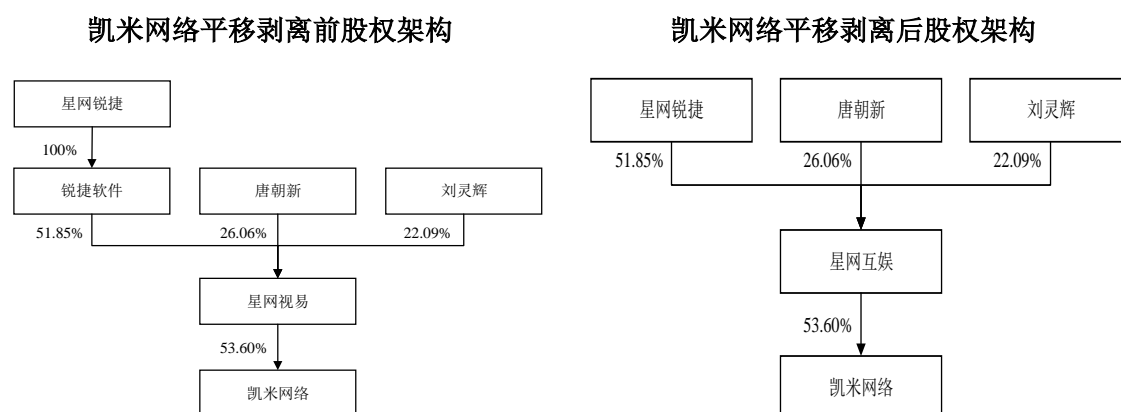 凯米网络平移剥离前股权架构
星网锐捷
100%
锐捷软件
唐朝新
刘灵辉
51.85%
26.06%
22.09%
星网视易
53.60%
凯米网络
凯米网络平移剥离后股权架构
星网锐捷
唐朝新
刘灵辉
51.85%
26.06%
22.09%
星网互娱
53.60%
凯米网络